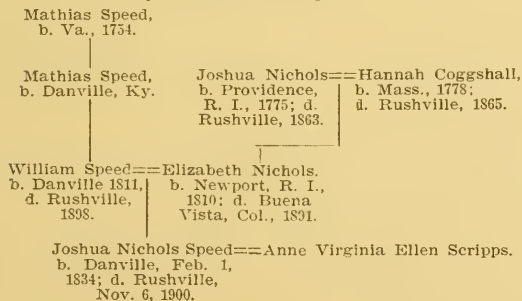 Mathias Speed,
b. Va., 1754.
Mathias Speed,
b. Danville, Ky.
Joshua Nichols==Hannah Coggshall,
b. Providence,
R. I., 1775; d.
Rushville, 1863.
b. Mass., 1778;
d. Rushville, 1865.
William Speed==Elizabeth Nichols.
b. Danville 1811,
d. Rushville,
1898.
b. Newport, R. I.,
1810; d. Buena
Vista, Col., 1891.
Joshua Nichols Speed==Anne Virginia Ellen Scripps.
b. Danville, Feb. 1,
1834; d. Rushville,
Nov. 6, 1900.